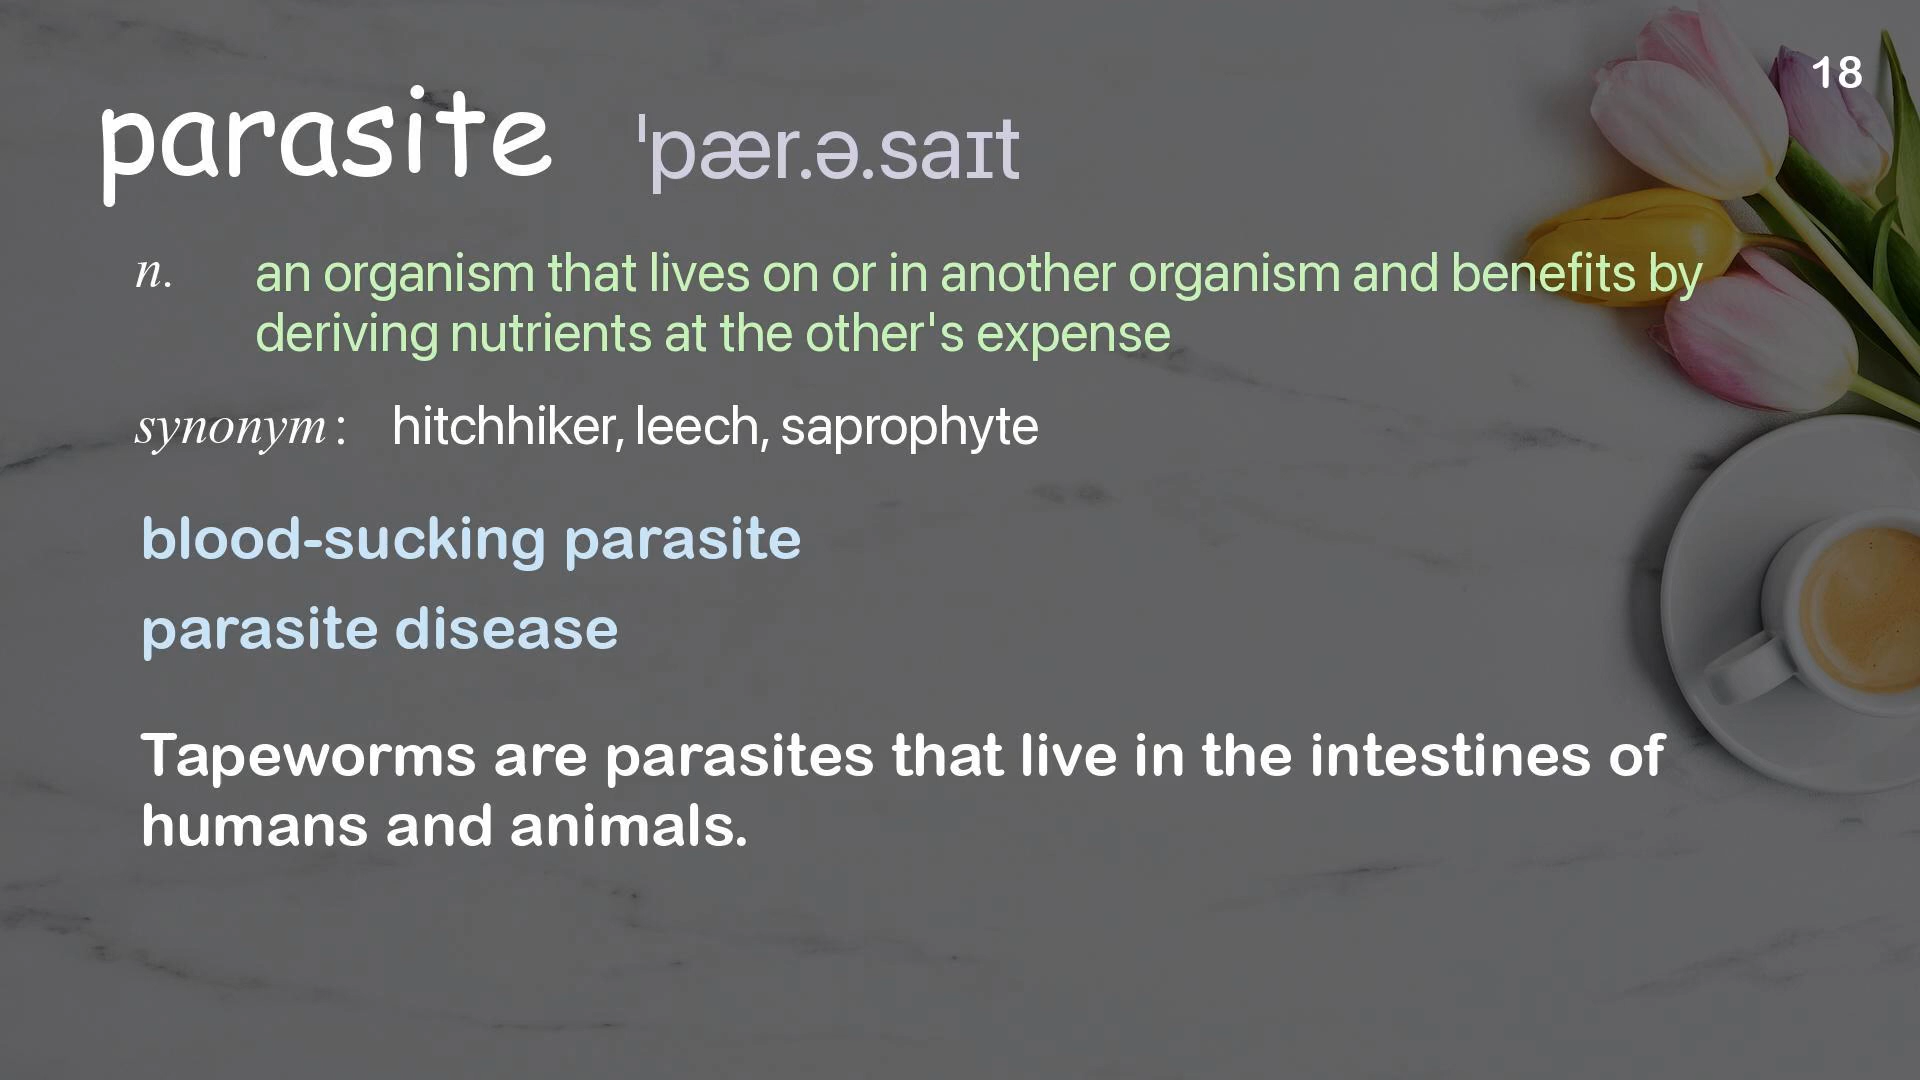 18
parasite ˈpær.ə.saɪt
n. an organism that lives on or in another organism and benefits by
deriving nutrients at the other's expense
synonym: hitchhiker, leech, saprophyte
blood-sucking parasite
parasite disease
Tapeworms are parasites that live in the intestines of
humans and animals.